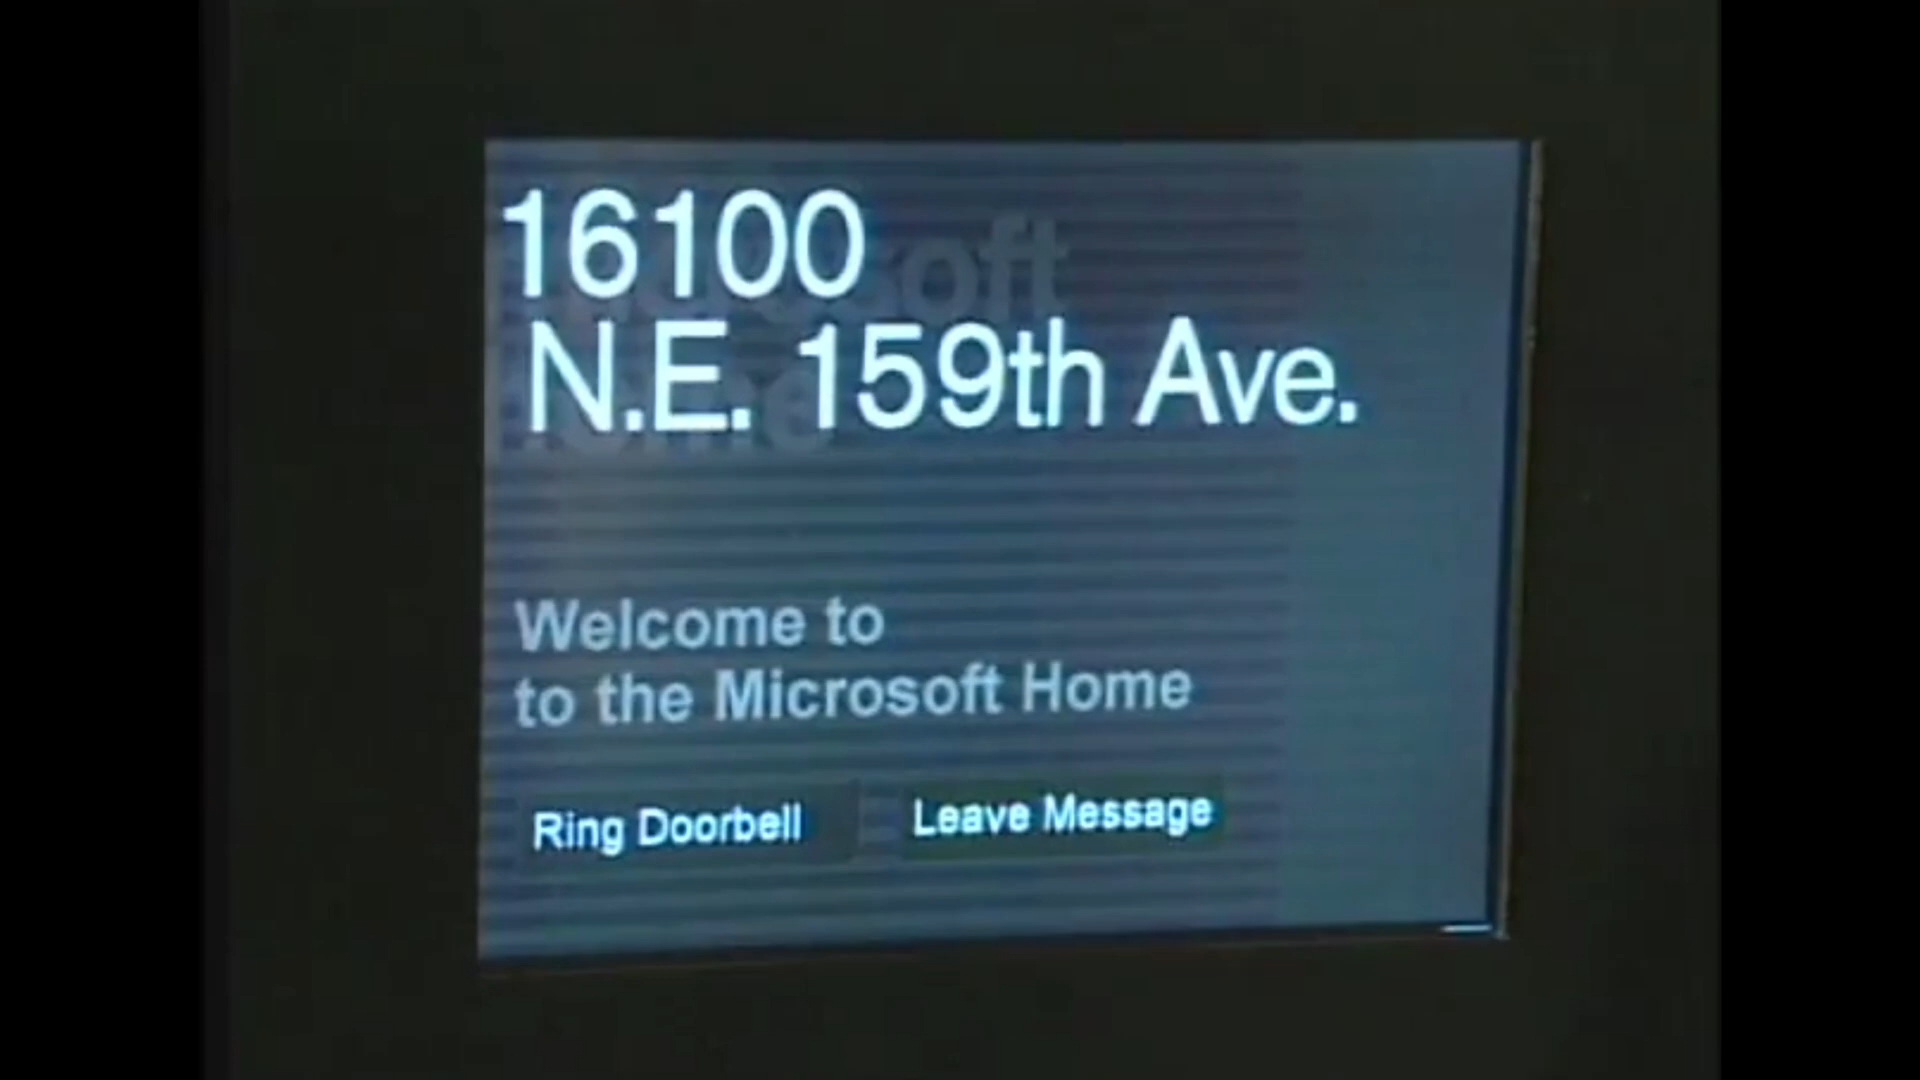 16100
N.E. 159th Ave.
Welcome to
to the Microsoft Home
Ring Doorbell
Leave Message